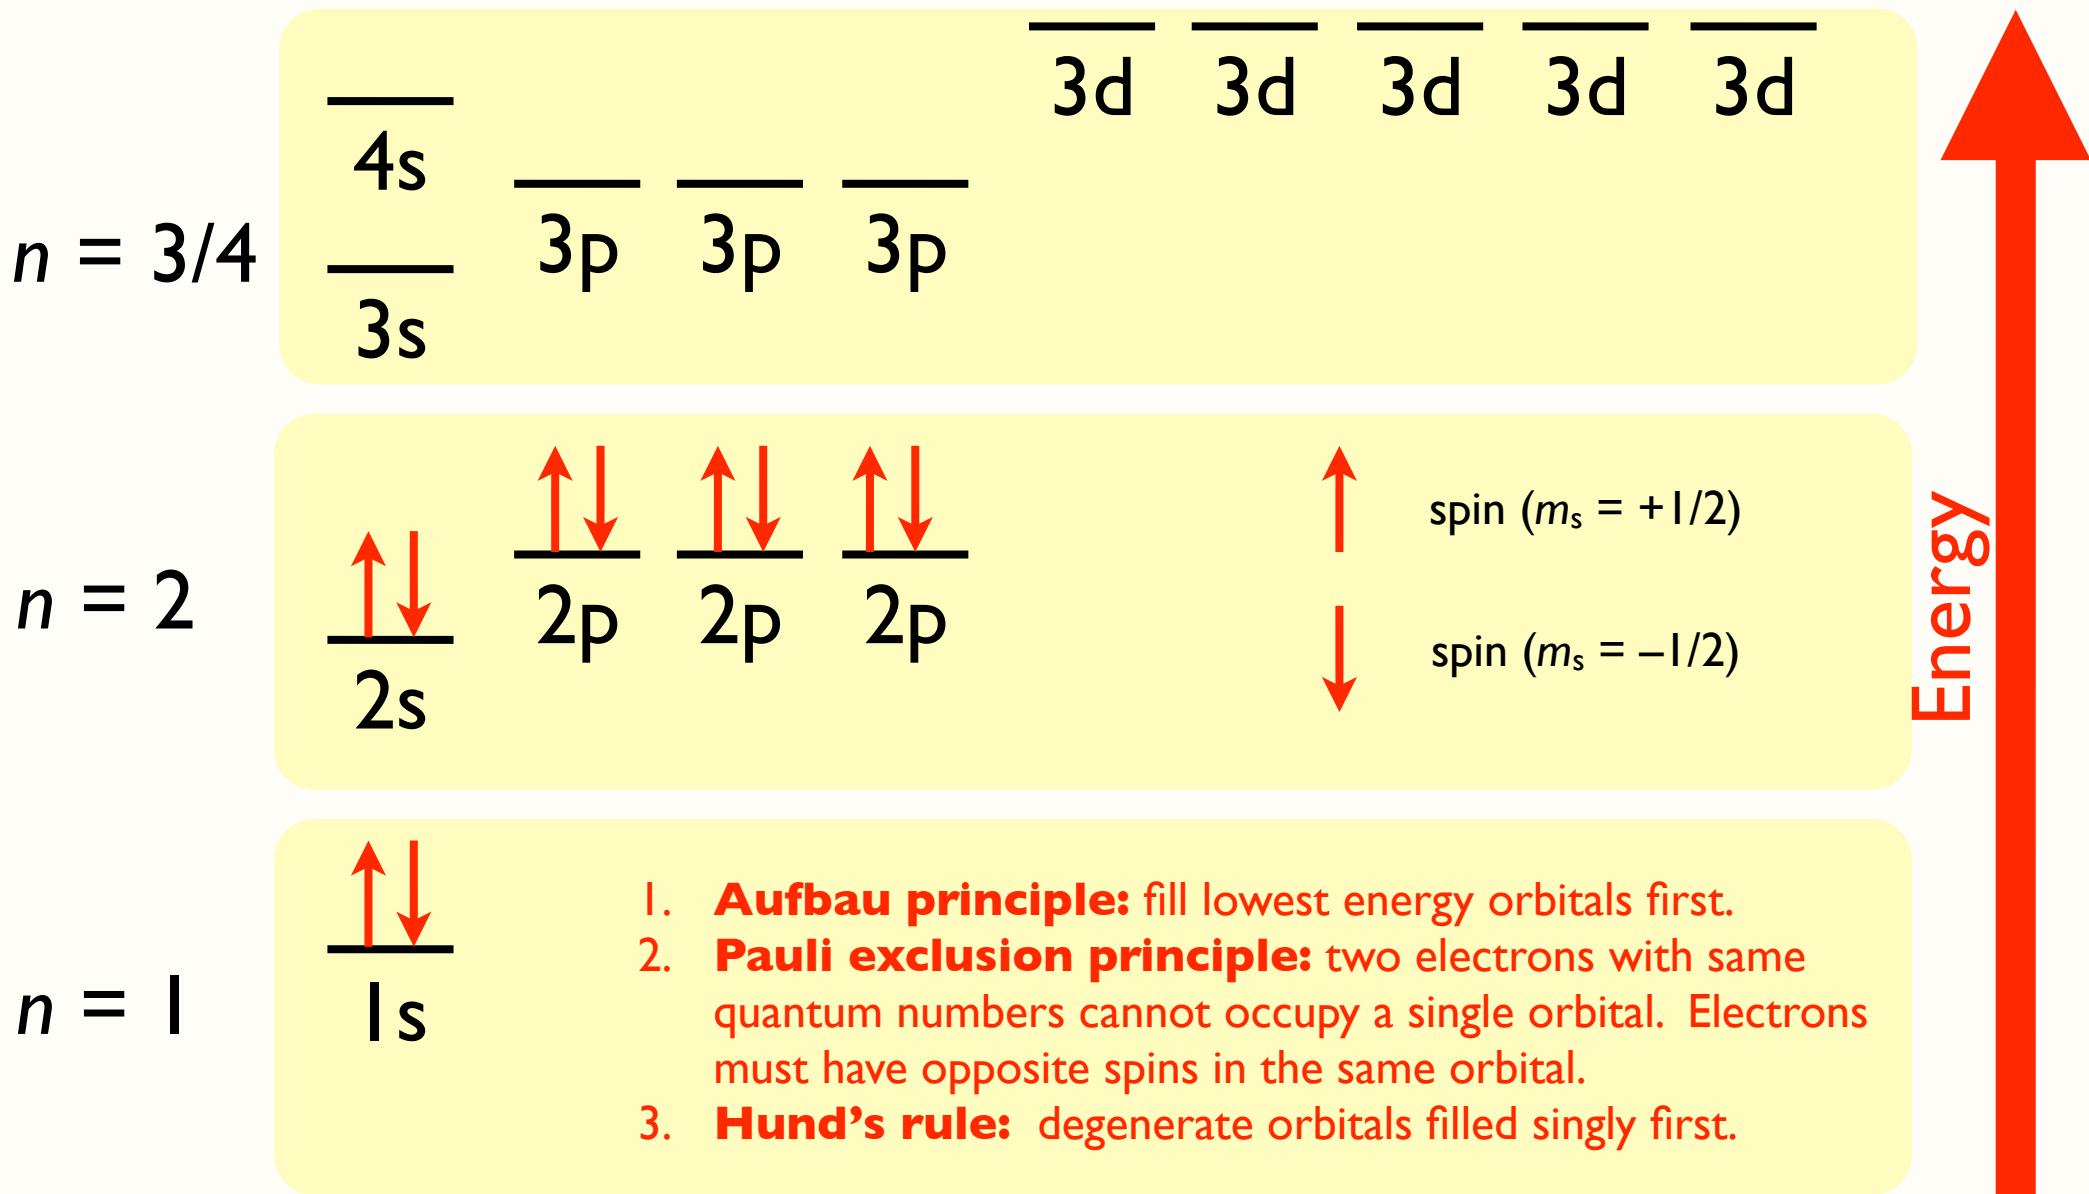 3d 3d 3d 3d 3d
4s
n = 3/4
3p 3p 3p
3s
spin (ms = +1/2)
n = 2
2p 2p 2p
spin (ms = –1/2)
2s
Energy
n = 1
1s
1. Aufbau principle: fill lowest energy orbitals first.
2. Pauli exclusion principle: two electrons with same
quantum numbers cannot occupy a single orbital. Electrons
must have opposite spins in the same orbital.
3. Hund’s rule: degenerate orbitals filled singly first.